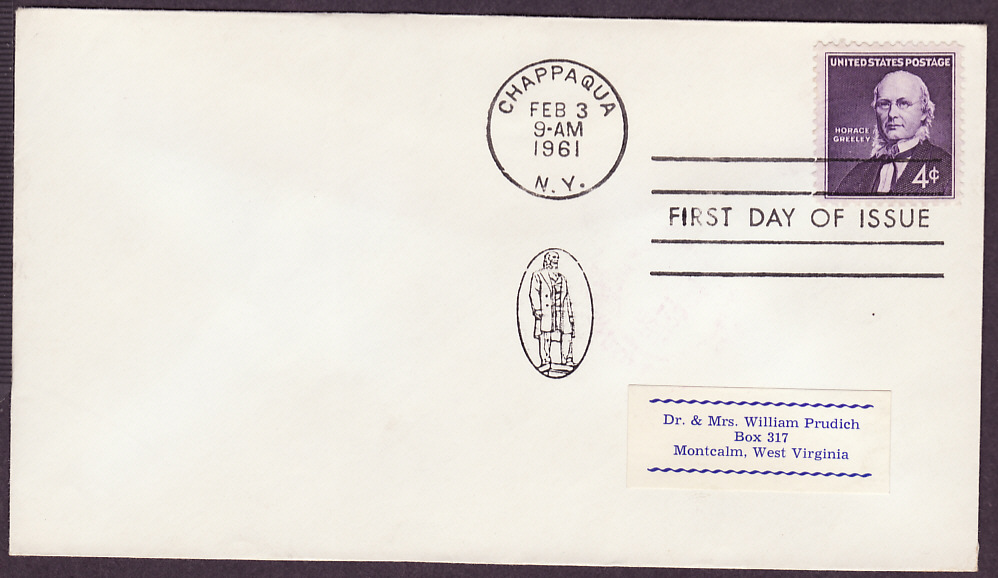 CHAPPAQUA
FEB 3
9-AM
1961
N.Y.
UNITED STATES POSTAGE
HORACE
GREELEY
4¢
FIRST DAY OF ISSUE
Dr. & Mrs. William Prudich
Box 317
Montcalm, West Virginia